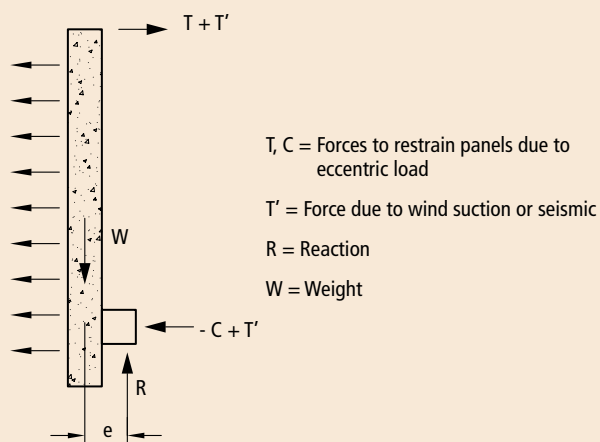 T + T’
T, C = Forces to restrain panels due to
eccentric load
T’ = Force due to wind suction or seismic
W
R = Reaction
W = Weight
- C + T’
R
e